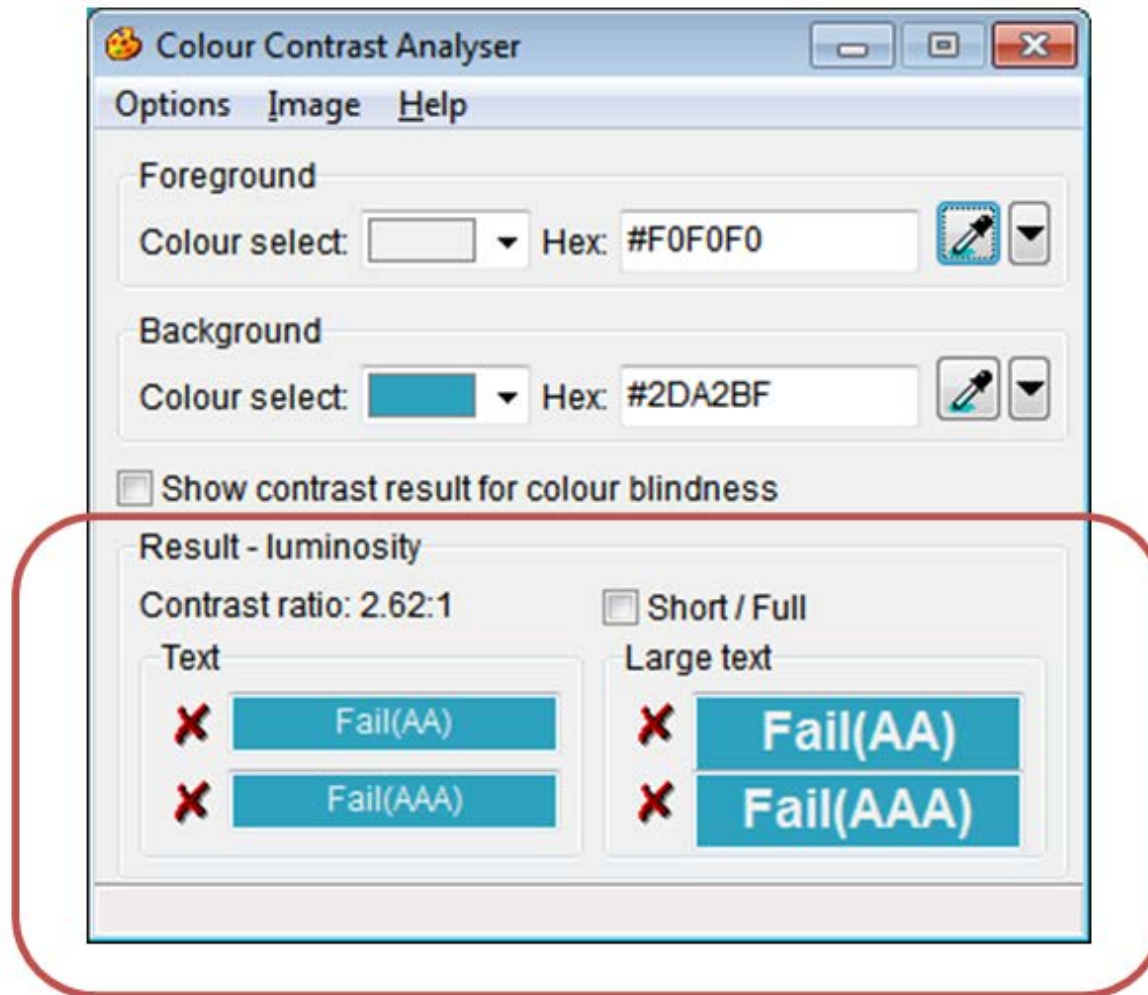 Colour Contrast Analyser
Options Image Help
Foreground
Colour select: Hex: #F0F0F0
Background
Colour select: Hex: #2DA2BF
Show contrast result for colour blindness
Result - luminosity
Contrast ratio: 2.62:1 Short / Full
Text Large text
Fail(AA) Fail(AA)
Fail(AAA) Fail(AAA)